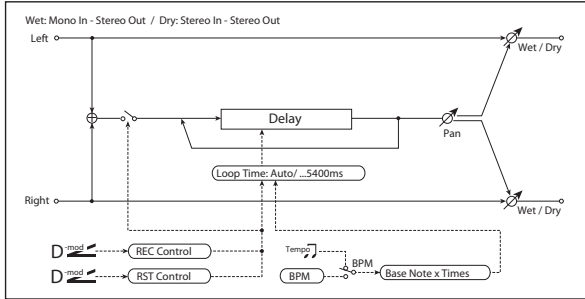 Wet: Mono In - Stereo Out / Dry: Stereo In - Stereo Out
Left
Wet / Dry
Delay
Pan
Loop Time: Auto/ ...5400ms
Right
Wet / Dry
D-mod
REC Control
Tempo
BPM
D-mod
RST Control
BPM
Base Note x Times